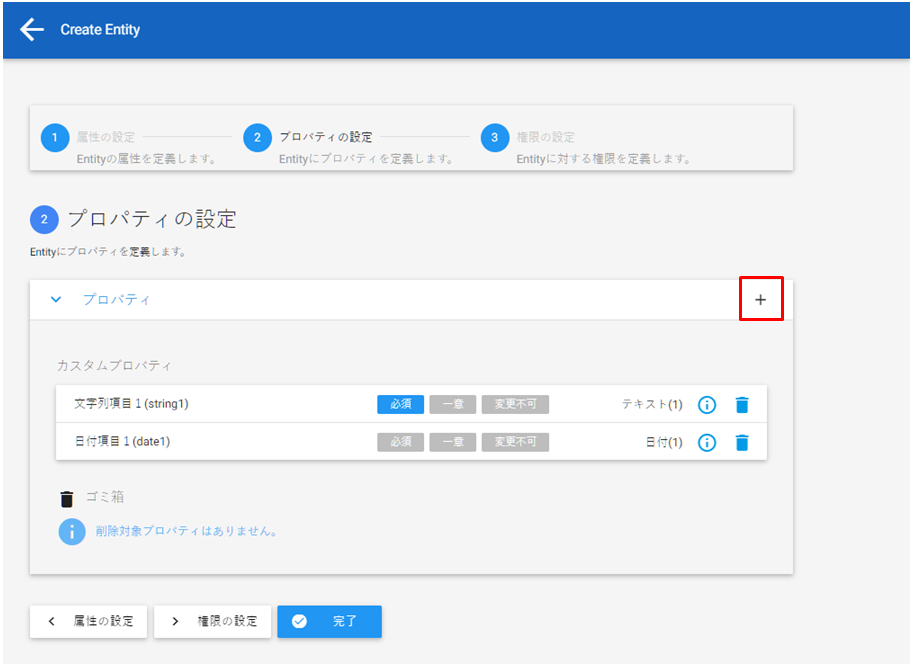 Create Entity
1 属性の設定 2 プロパティの設定 3 権限の設定
Entityの属性を定義します。 Entityにプロパティを定義します。 Entityに対する権限を定義します。
2 プロパティの設定
Entityにプロパティを定義します。
プロパティ +
カスタムプロパティ
文字列項目1(string1) 必須 一意 変更不可 テキスト(1)
日付項目1(date1) 必須 一意 変更不可 日付(1)
ゴミ箱
削除対象プロパティはありません。
属性の設定 権限の設定 完了